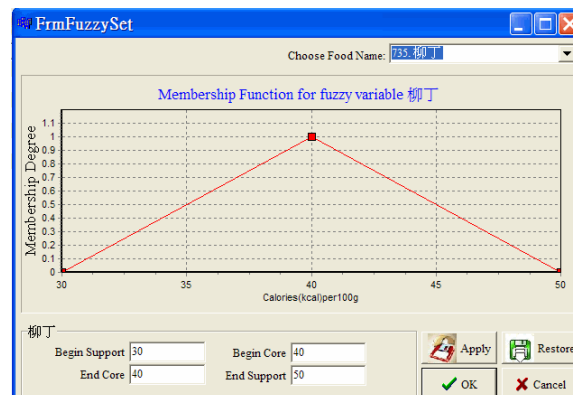 FrmFuzzySet
Choose Food Name: 735.柳丁
Membership Function for fuzzy variable 柳丁
Membership Degree
1.1
1
0.9
0.8
0.7
0.6
0.5
0.4
0.3
0.2
0.1
0
30 35 40 45 50
Calories(kcal)per100g
柳丁
Begin Support 30 Begin Core 40
End Core 40 End Support 50
Apply Restore
OK Cancel